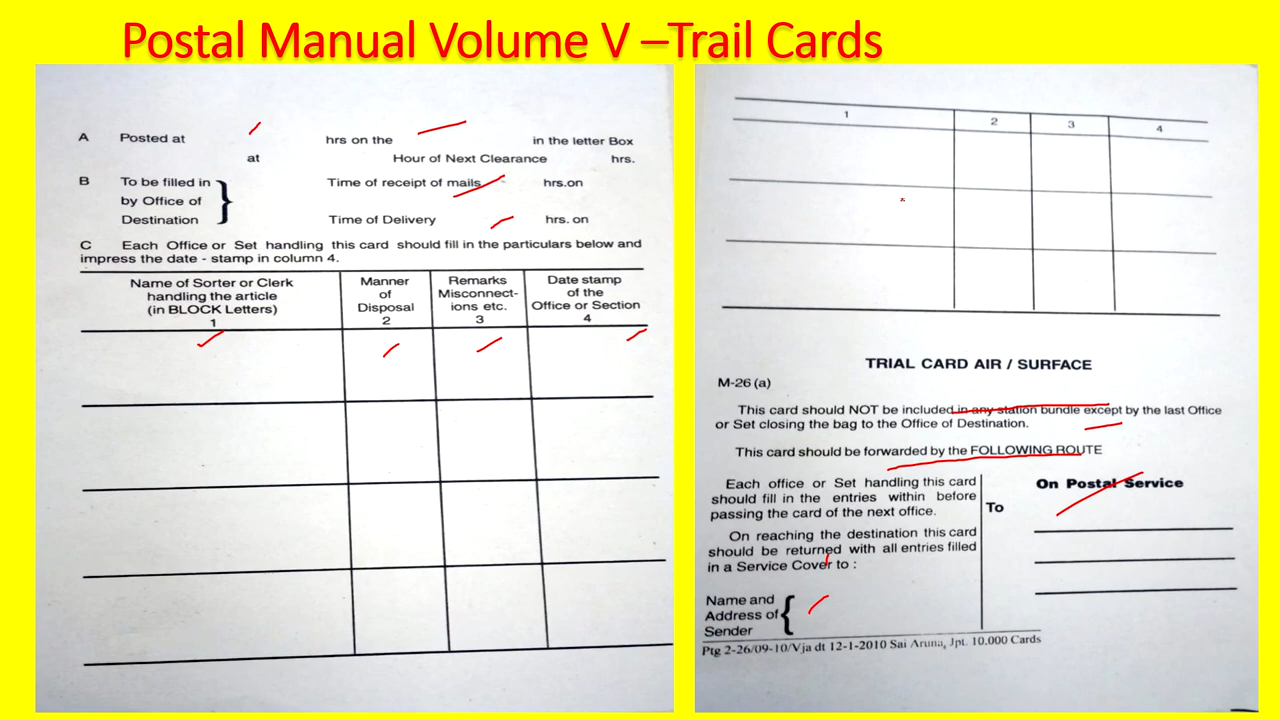 Postal Manual Volume V –Trail Cards
A Posted at hrs on the in the letter Box
at Hour of Next Clearance hrs.
B To be filled in by Office of Destination } Time of receipt of mails hrs.on
Time of Delivery hrs. on
C Each Office or Set handling this card should fill in the particulars below and
impress the date - stamp in column 4.
Name of Sorter or Clerk
handling the article
(in BLOCK Letters)
1
Manner
of
Disposal
2
Remarks
Misconnect-
ions etc.
3
Date stamp
of the
Office or Section
4
1 2 3 4
TRIAL CARD AIR / SURFACE
M-26 (a)
This card should NOT be included in any station bundle except by the last Office
or Set closing the bag to the Office of Destination.
This card should be forwarded by the FOLLOWING ROUTE
Each office or Set handling this card
should fill in the entries within before
passing the card of the next office.
On reaching the destination this card
should be returned with all entries filled
in a Service Cover to :
Name and
Address of {
Sender
On Postal Service
To
Ptg 2-26/09-10/Vja dt 12-1-2010 Sai Aruna, Jpt. 10.000 Cards